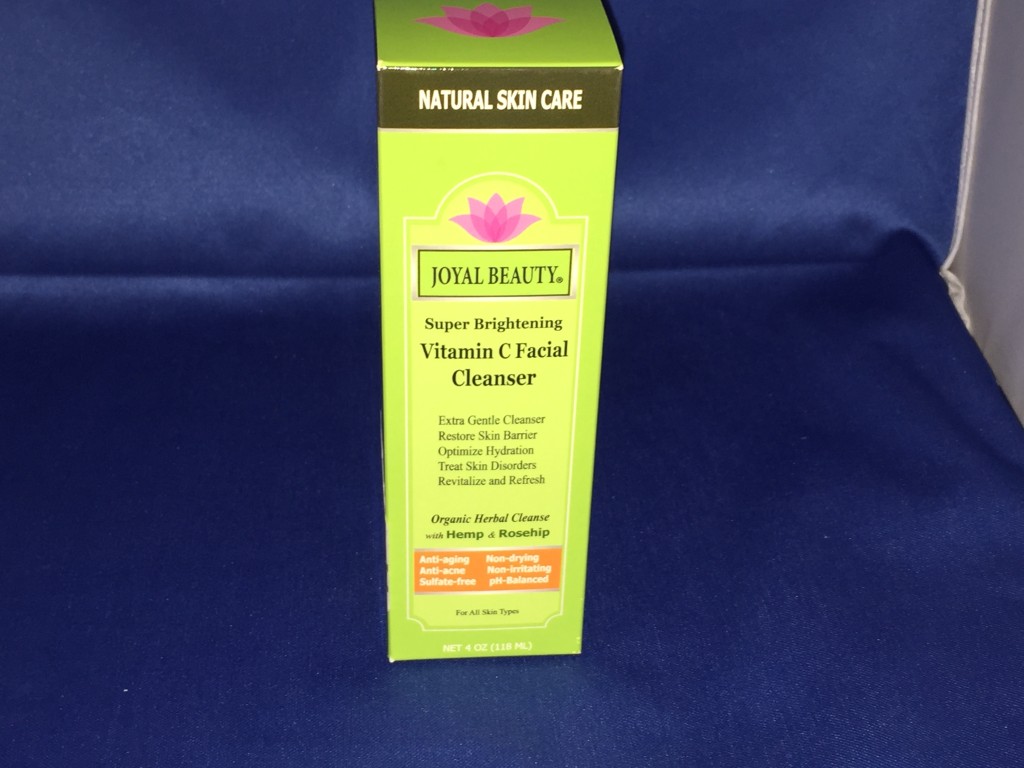 NATURAL SKIN CARE
JOYAL BEAUTY®
Super Brightening
Vitamin C Facial
Cleanser
Extra Gentle Cleanser
Restore Skin Barrier
Optimize Hydration
Treat Skin Disorders
Revitalize and Refresh
Organic Herbal Cleanse
with Hemp & Rosehip
Anti-aging Non-drying
Anti-acne Non-irritating
Sulfate-free pH-Balanced
For All Skin Types
NET 4 OZ (118 ML)